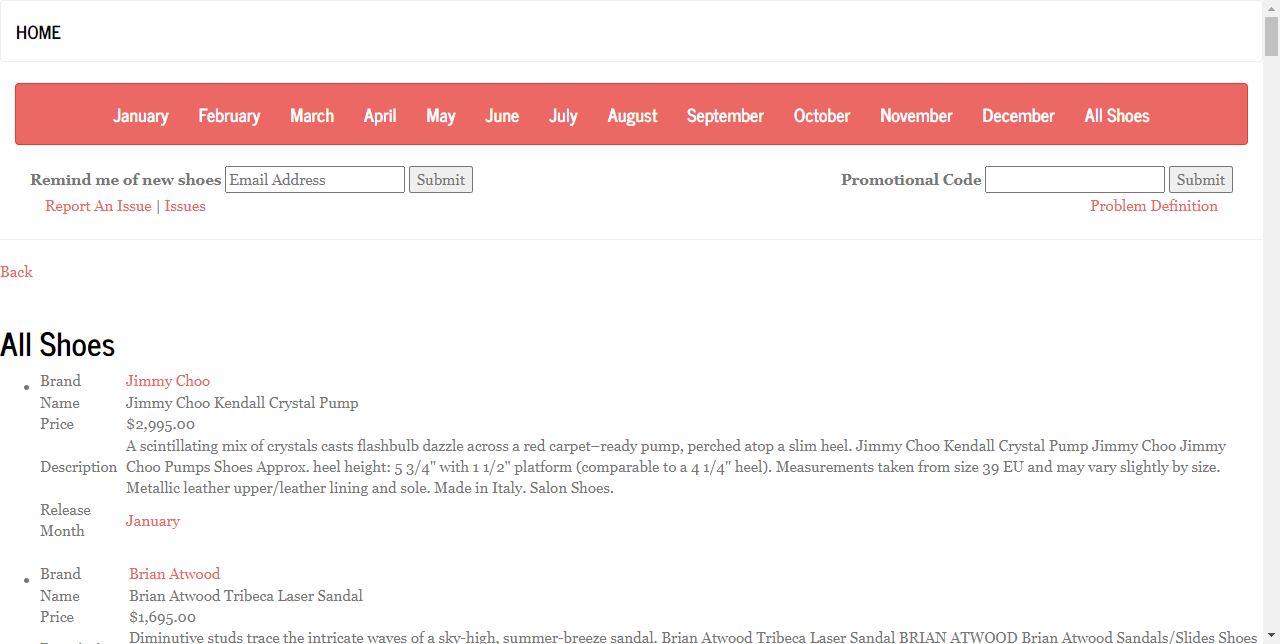 HOME
January February March April May June July August September October November December All Shoes
Remind me of new shoes Email Address Submit Promotional Code Submit
Report An Issue | Issues Problem Definition
Back
All Shoes
Brand Jimmy Choo
Name Jimmy Choo Kendall Crystal Pump
Price $2,995.00
A scintillating mix of crystals casts flashbulb dazzle across a red carpet–ready pump, perched atop a slim heel. Jimmy Choo Kendall Crystal Pump Jimmy Choo Jimmy
Description Choo Pumps Shoes Approx. heel height: 5 3/4" with 1 1/2" platform (comparable to a 4 1/4" heel). Measurements taken from size 39 EU and may vary slightly by size.
Metallic leather upper/leather lining and sole. Made in Italy. Salon Shoes.
Release
Month January
Brand Brian Atwood
Name Brian Atwood Tribeca Laser Sandal
Price $1,695.00
Diminutive studs trace the intricate waves of a sky-high, summer-breeze sandal. Brian Atwood Tribeca Laser Sandal BRIAN ATWOOD Brian Atwood Sandals/Slides Shoes